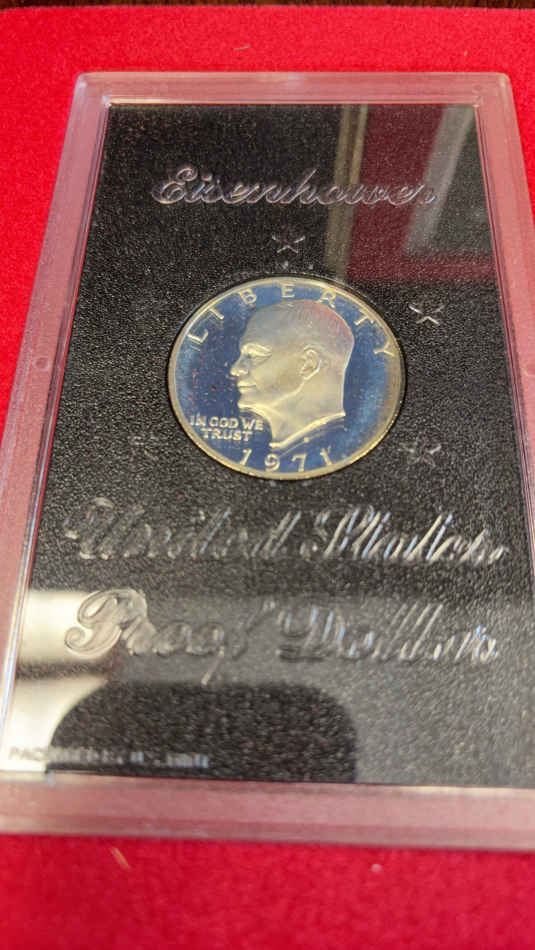 Eisenhower
LIBERTY
IN GOD WE
TRUST
1971
United States
Proof Dollar